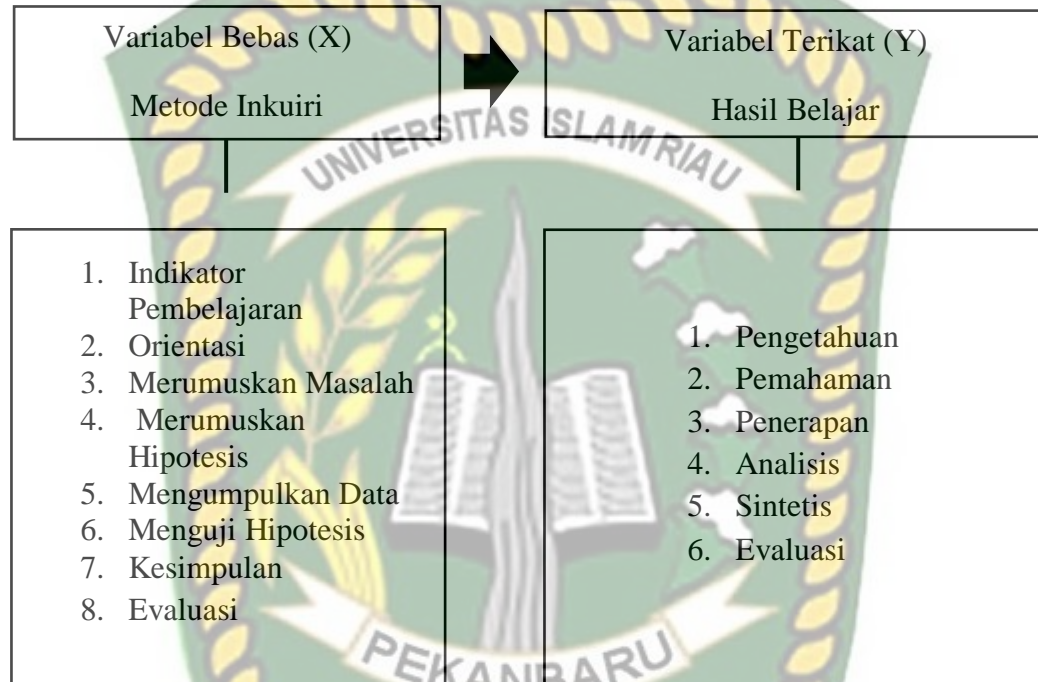 Variabel Bebas (X)
Metode Inkuiri
Variabel Terikat (Y)
Hasil Belajar
UNIVERSITAS ISLAM RIAU
1. Indikator
Pembelajaran
2. Orientasi
3. Merumuskan Masalah
4. Merumuskan
Hipotesis
5. Mengumpulkan Data
6. Menguji Hipotesis
7. Kesimpulan
8. Evaluasi
1. Pengetahuan
2. Pemahaman
3. Penerapan
4. Analisis
5. Sintetis
6. Evaluasi
PEKANBARU